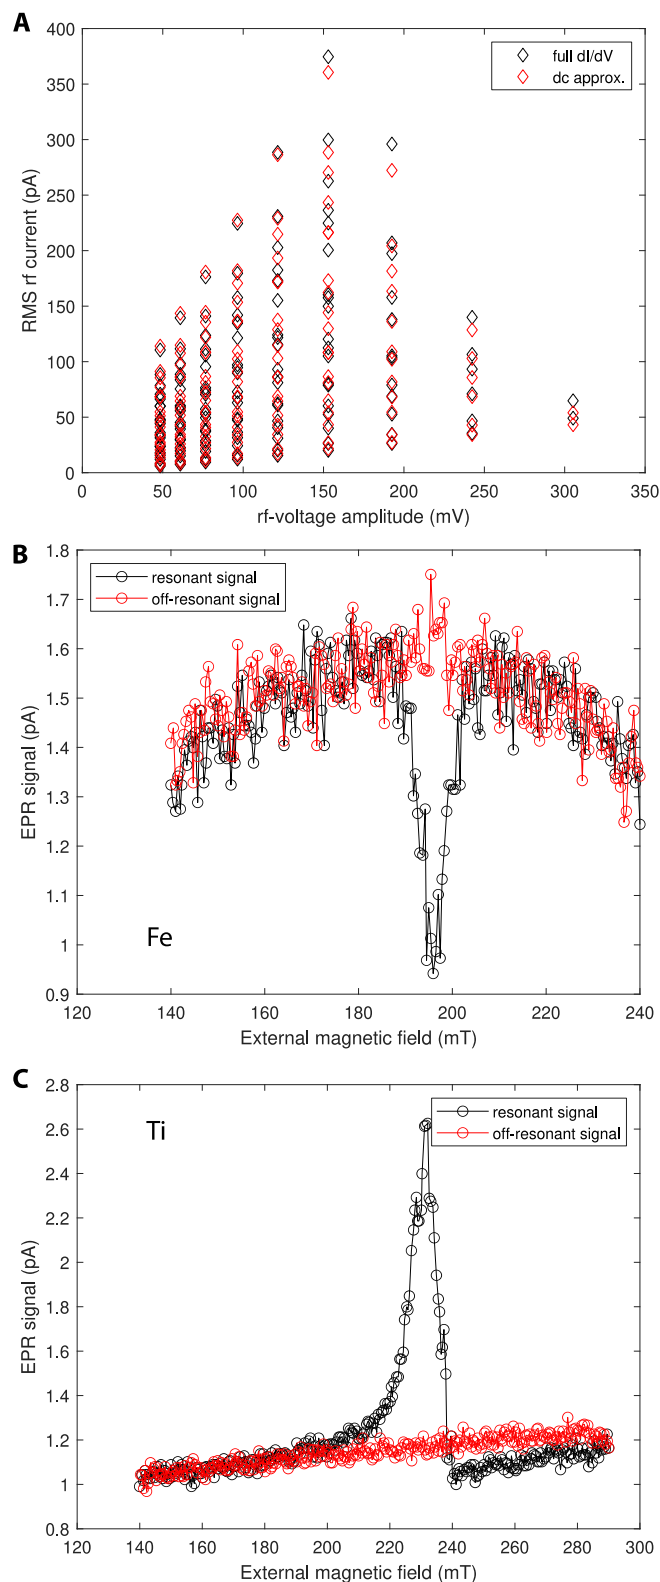 A
400
350
300
250
200
150
100
50
0
RMS rf current (pA)
full dI/dV
dc approx.
0 50 100 150 200 250 300 350
rf-voltage amplitude (mV)
B
1.8
1.7
1.6
1.5
1.4
1.3
1.2
1.1
1
0.9
EPR signal (pA)
resonant signal
off-resonant signal
Fe
120 140 160 180 200 220 240
External magnetic field (mT)
C
2.8
2.6
2.4
2.2
2
1.8
1.6
1.4
1.2
1
0.8
EPR signal (pA)
Ti
resonant signal
off-resonant signal
120 140 160 180 200 220 240 260 280 300
External magnetic field (mT)